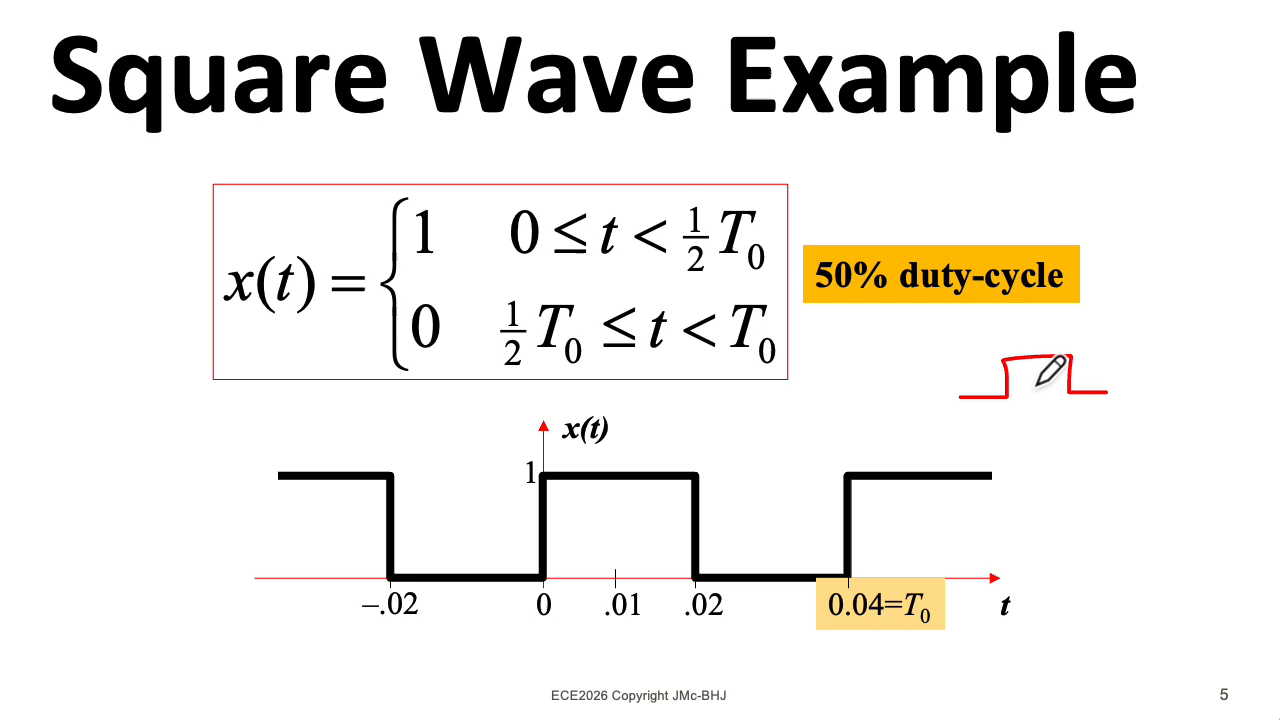 Square Wave Example
x(t) = { 1 0 ≤ t < ½ T₀
0 ½ T₀ ≤ t < T₀
50% duty-cycle
x(t)
1
–.02 0 .01 .02 0.04=T₀ t
ECE2026 Copyright JMc-BHJ 5